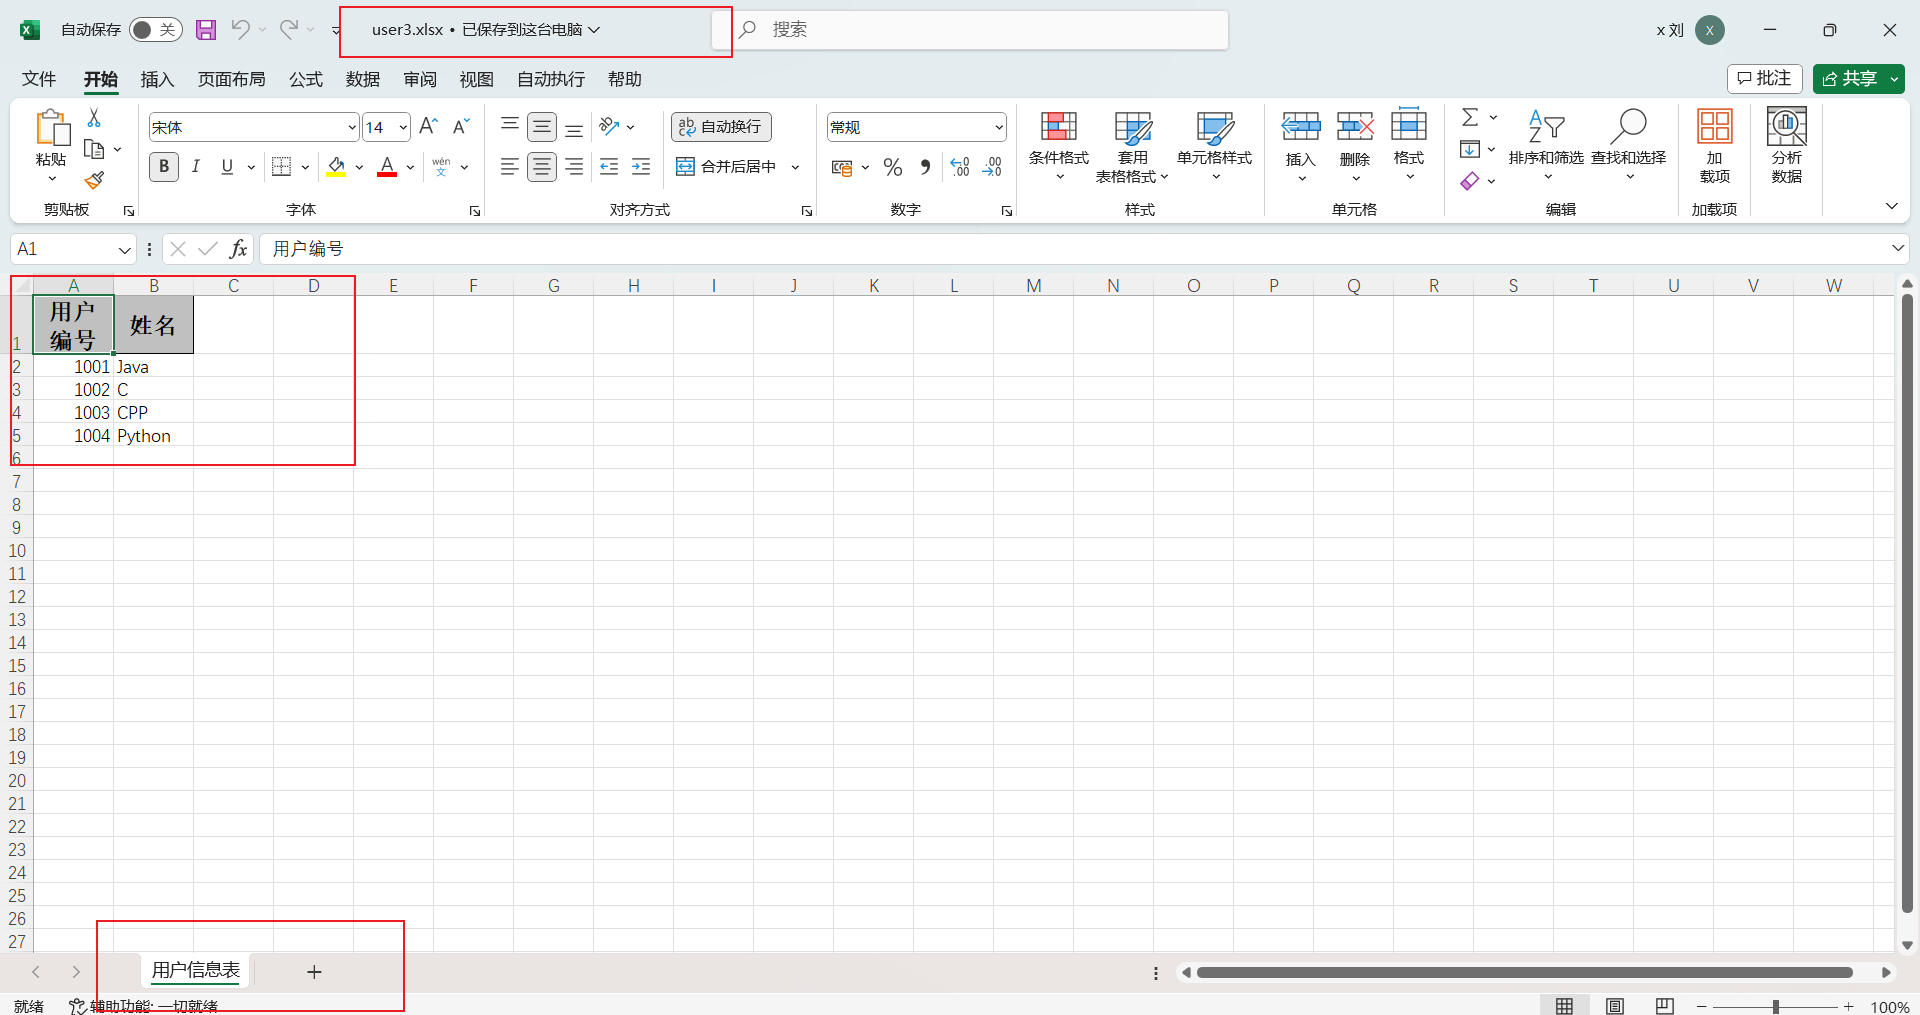 自动保存 关 user3.xlsx • 已保存到这台电脑 搜索 x 刘 X
文件 开始 插入 页面布局 公式 数据 审阅 视图 自动执行 帮助 批注 共享
宋体 14 A A ab 自动换行 常规
粘贴 B I U A wén 文 合并后居中 % , .00 .00 条件格式 套用 表格格式 单元格样式 插入 删除 格式 Σ 排序和筛选 查找和选择 加载项 分析数据
剪贴板 字体 对齐方式 数字 样式 单元格 编辑 加载项
A1 fx 用户编号
A B C D E F G H I J K L M N O P Q R S T U V W
1 用户编号 姓名
2 1001 Java
3 1002 C
4 1003 CPP
5 1004 Python
6
7
8
9
10
11
12
13
14
15
16
17
18
19
20
21
22
23
24
25
26
27
用户信息表 +
就绪 辅助功能: 一切就绪 100%